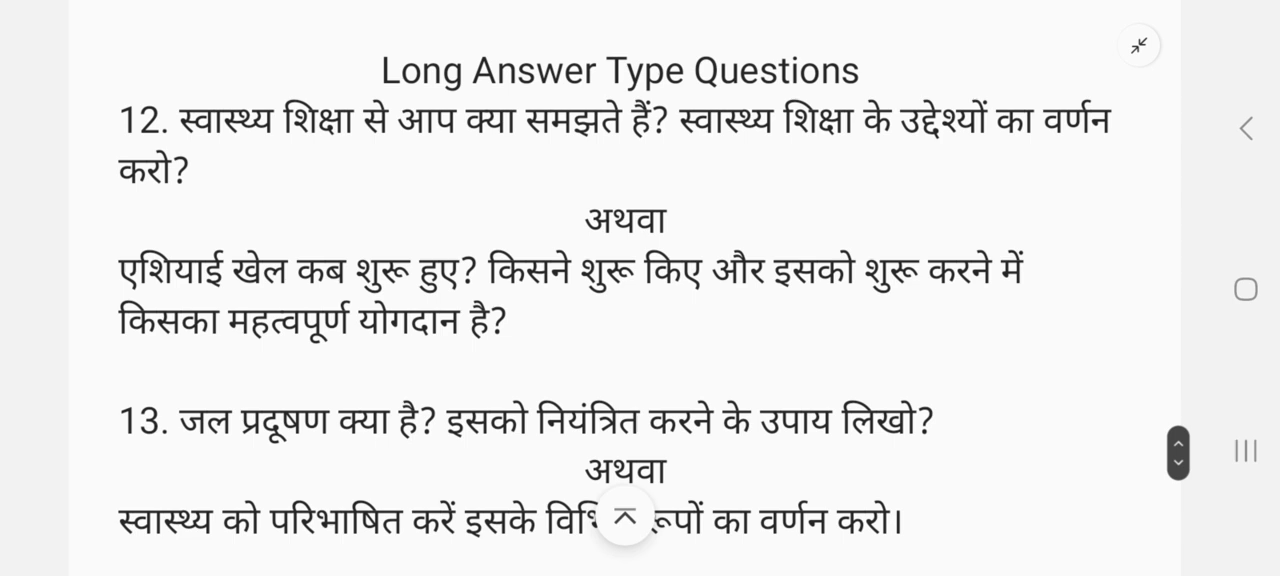 Long Answer Type Questions
12. स्वास्थ्य शिक्षा से आप क्या समझते हैं? स्वास्थ्य शिक्षा के उद्देश्यों का वर्णन
करो?
अथवा
एशियाई खेल कब शुरू हुए? किसने शुरू किए और इसको शुरू करने में
किसका महत्वपूर्ण योगदान है?
13. जल प्रदूषण क्या है? इसको नियंत्रित करने के उपाय लिखो?
अथवा
स्वास्थ्य को परिभाषित करें इसके का वर्णन करो।